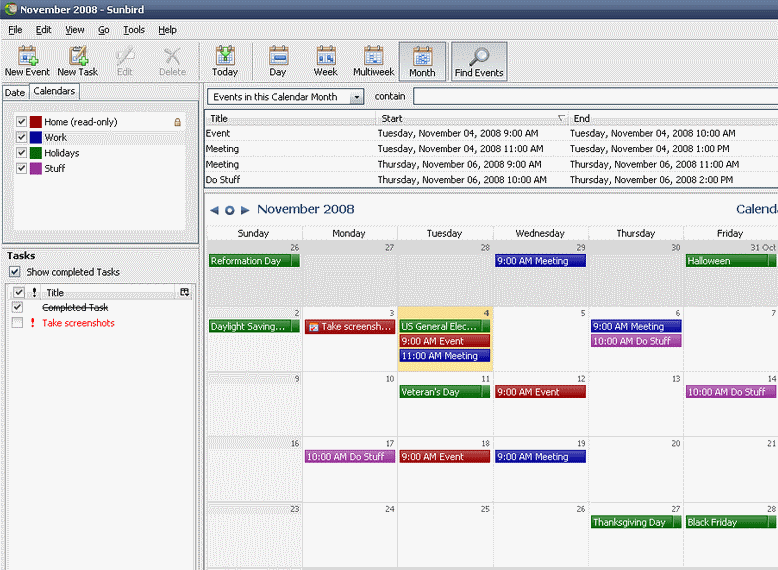 November 2008 - Sunbird
File Edit View Go Tools Help
New Event New Task Edit Delete Today Day Week Multiweek Month Find Events
Date Calendars
Home (read-only)
Work
Holidays
Stuff
Tasks
Show completed Tasks
! Title
Completed Task
! Take screenshots
Events in this Calendar Month contain
Title Start End
Event Tuesday, November 04, 2008 9:00 AM Tuesday, November 04, 2008 10:00 AM
Meeting Tuesday, November 04, 2008 11:00 AM Tuesday, November 04, 2008 1:00 PM
Meeting Thursday, November 06, 2008 9:00 AM Thursday, November 06, 2008 11:00 AM
Do Stuff Thursday, November 06, 2008 10:00 AM Thursday, November 06, 2008 2:00 PM
November 2008 Calenda
Sunday Monday Tuesday Wednesday Thursday Friday
26 27 28 29 30 31 Oct
Reformation Day 9:00 AM Meeting Halloween
2 3 4 5 6 7
Daylight Saving... Take screensh... US General Elec... 9:00 AM Meeting
9:00 AM Event 10:00 AM Do Stuff
11:00 AM Meeting
9 10 11 12 13 14
Veteran's Day 9:00 AM Event 10:00 AM Do Stuff
16 17 18 19 20 21
10:00 AM Do Stuff 9:00 AM Event 9:00 AM Meeting
23 24 25 26 27 28
Thanksgiving Day Black Friday